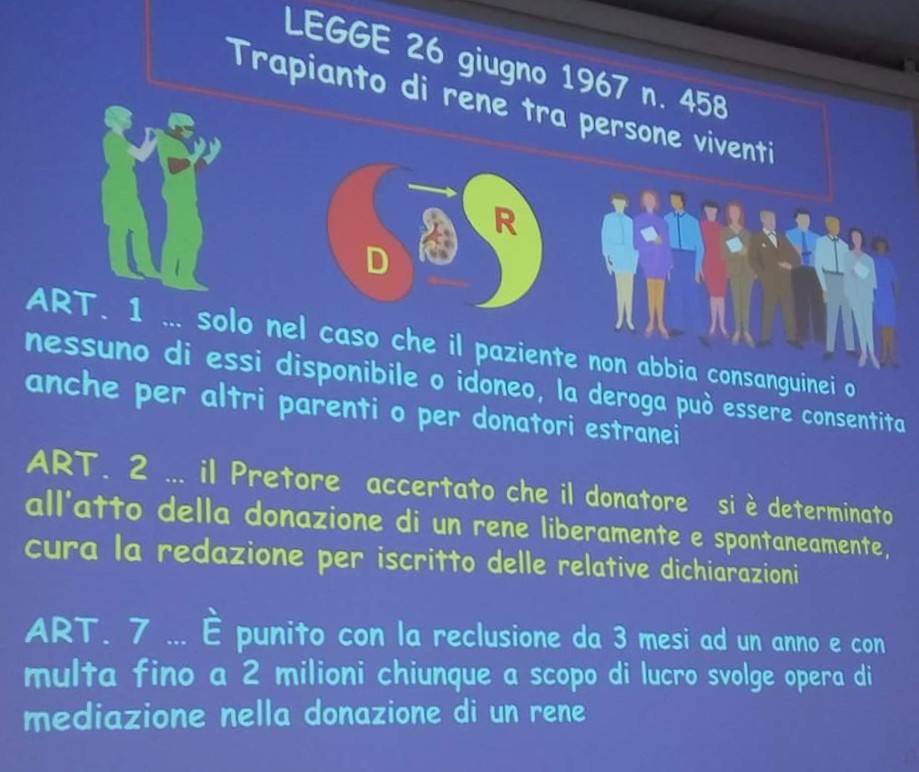 LEGGE 26 giugno 1967 n. 458
Trapianto di rene tra persone viventi
D
R
ART. 1 ... solo nel caso che il paziente non abbia consanguinei o
nessuno di essi disponibile o idoneo, la deroga può essere consentita
anche per altri parenti o per donatori estranei
ART. 2 ... il Pretore accertato che il donatore si è determinato
all'atto della donazione di un rene liberamente e spontaneamente,
cura la redazione per iscritto delle relative dichiarazioni
ART. 7 ... È punito con la reclusione da 3 mesi ad un anno e con
multa fino a 2 milioni chiunque a scopo di lucro svolge opera di
mediazione nella donazione di un rene